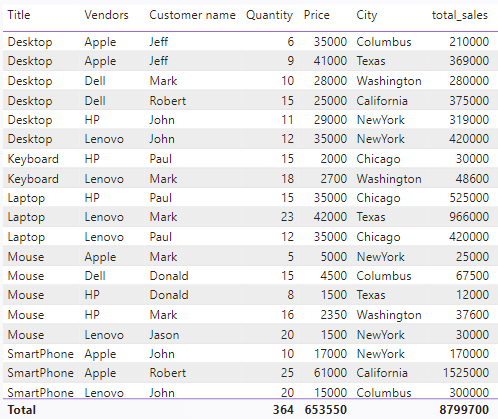 Title Vendors Customer name Quantity Price City total_sales
Desktop Apple Jeff 6 35000 Columbus 210000
Desktop Apple Jeff 9 41000 Texas 369000
Desktop Dell Mark 10 28000 Washington 280000
Desktop Dell Robert 15 25000 California 375000
Desktop HP John 11 29000 NewYork 319000
Desktop Lenovo John 12 35000 NewYork 420000
Keyboard HP Paul 15 2000 Chicago 30000
Keyboard Lenovo Mark 18 2700 Washington 48600
Laptop HP Paul 15 35000 Chicago 525000
Laptop Lenovo Mark 23 42000 Texas 966000
Laptop Lenovo Paul 12 35000 Chicago 420000
Mouse Apple Mark 5 5000 NewYork 25000
Mouse Dell Donald 15 4500 Columbus 67500
Mouse HP Donald 8 1500 Texas 12000
Mouse HP Mark 16 2350 Washington 37600
Mouse Lenovo Jason 20 1500 NewYork 30000
SmartPhone Apple John 10 17000 NewYork 170000
SmartPhone Apple Robert 25 61000 California 1525000
SmartPhone Lenovo John 20 15000 Columbus 300000
Total 364 653550 8799700